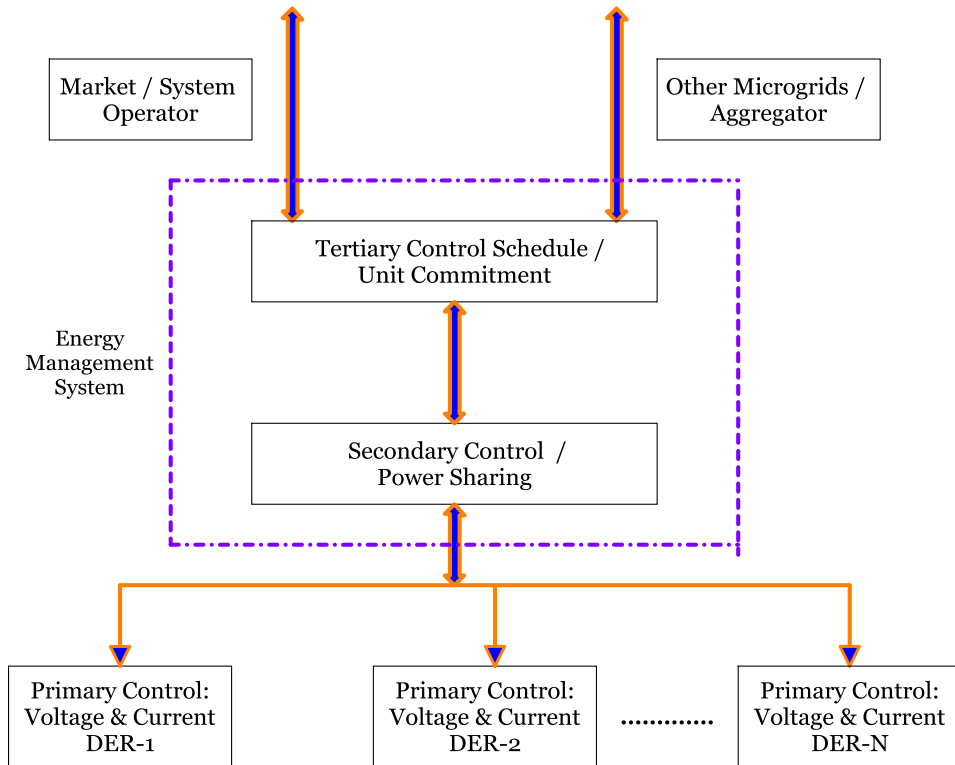 Market / System
Operator
Other Microgrids /
Aggregator
Tertiary Control Schedule /
Unit Commitment
Energy
Management
System
Secondary Control /
Power Sharing
Primary Control:
Voltage & Current
DER-1
Primary Control:
Voltage & Current
DER-2
.............
Primary Control:
Voltage & Current
DER-N